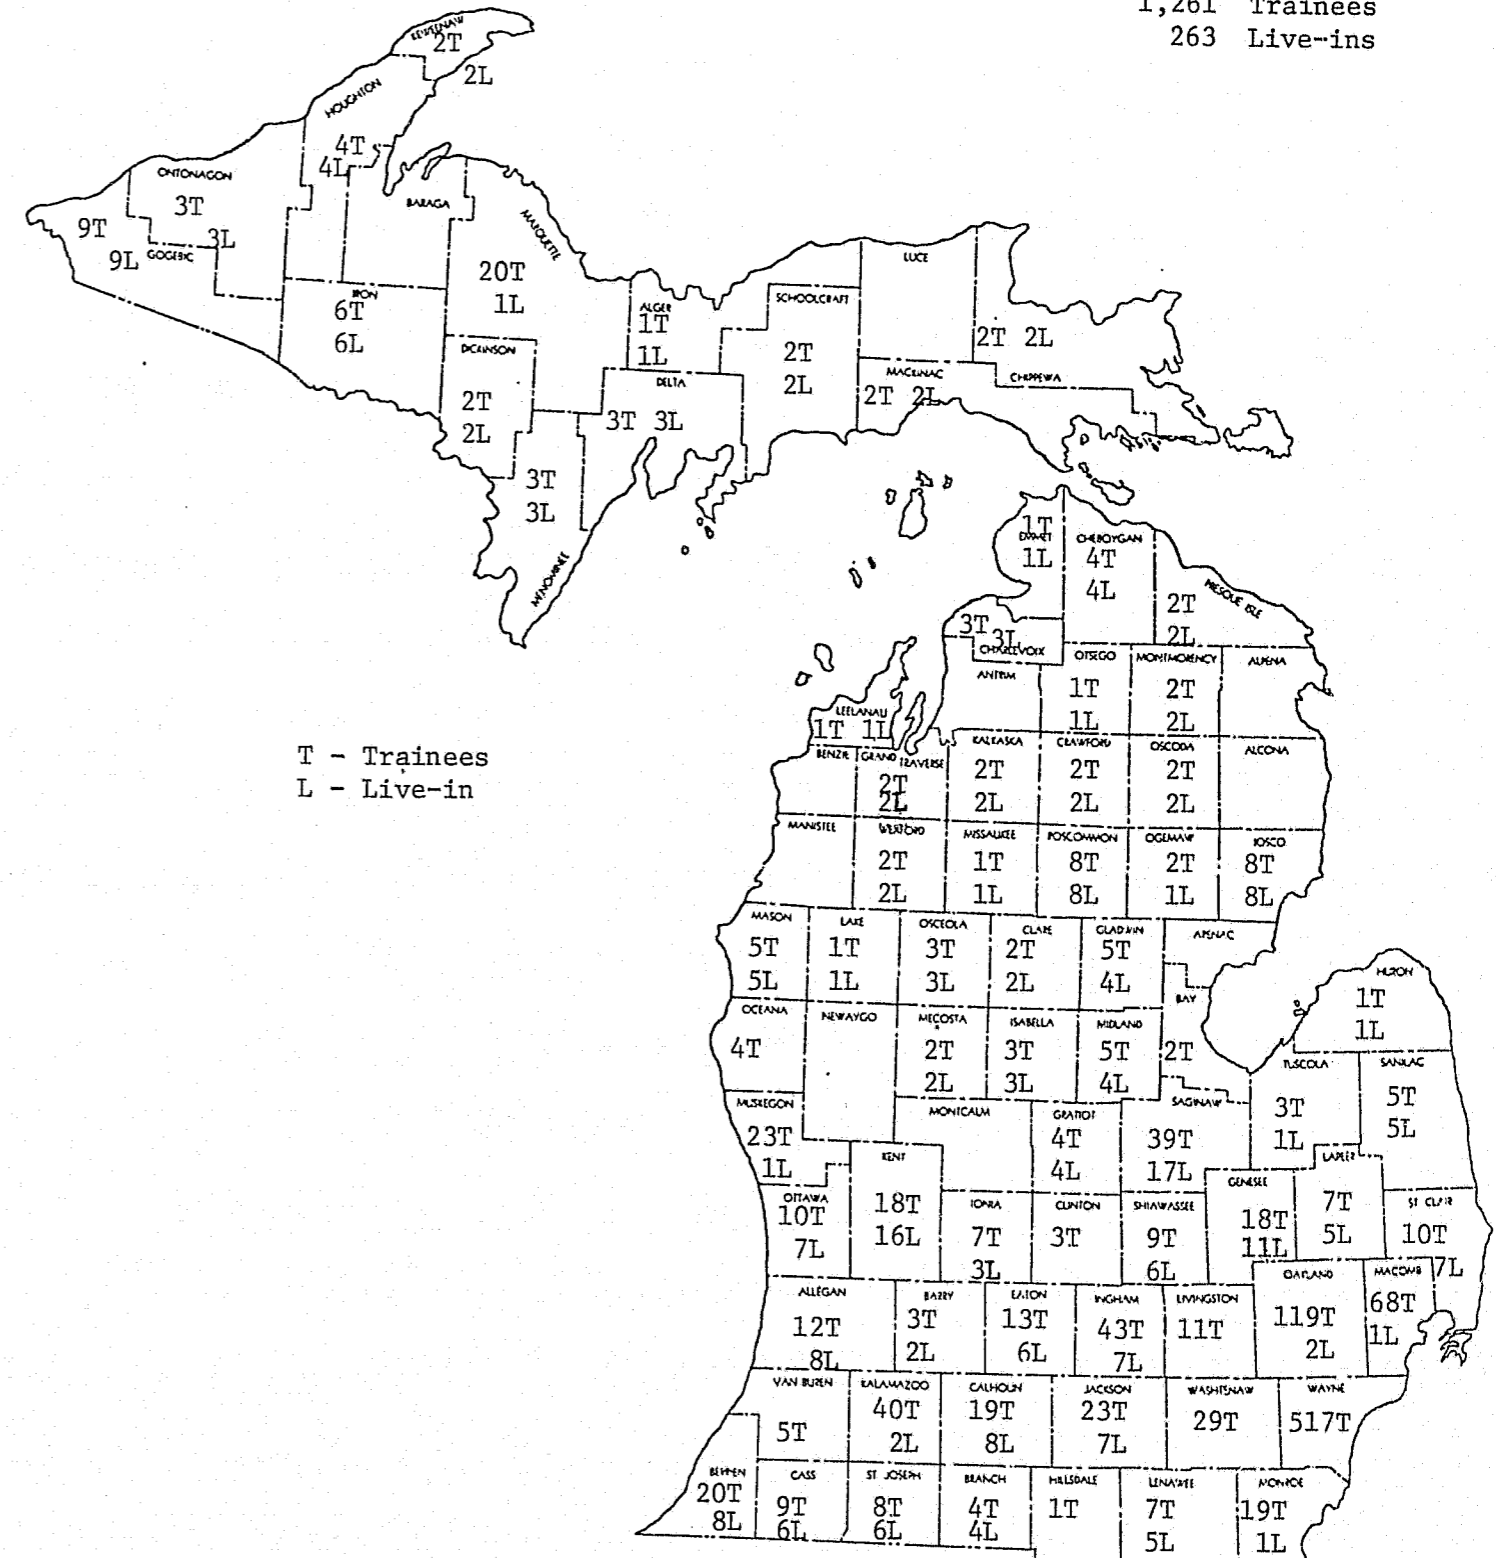 1,261 Trainees
263 Live-ins
KEWEENAW
2T
2L
HOUGHTON
4T
4L
ONTONAGON
3T
3L
9T
9L
GOGEBIC
BARAGA
MARQUETTE
20T
1L
IRON
6T
6L
DICKINSON
2T
2L
ALGER
1T
1L
DELTA
3T 3L
SCHOOLCRAFT
2T
2L
LUCE
2T 2L
CHIPPEWA
MACKINAC
2T 2L
3T
3L
MENOMINEE
1T
EMMET
1L
CHEBOYGAN
4T
4L
PRESQUE ISLE
2T
2L
3T
3L
CHARLEVOIX
ANTRIM
OTSEGO
1T
1L
MONTMORENCY
2T
2L
ALPENA
T - Trainees
L - Live-in
LEELANAU
1T 1L
BENZIE
GRAND TRAVERSE
2T
2L
KALKASKA
2T
2L
CRAWFORD
2T
2L
OSCODA
2T
2L
ALCONA
MANISTEE
WEXFORD
2T
2L
MISSAUKEE
1T
1L
ROSCOMMON
8T
8L
OGEMAW
2T
1L
IOSCO
8T
8L
MASON
5T
5L
LAKE
1T
1L
OSCEOLA
3T
3L
CLARE
2T
2L
GLADWIN
5T
4L
ARENAC
HURON
1T
1L
OCEANA
4T
NEWAYGO
MECOSTA
2T
2L
ISABELLA
3T
3L
MIDLAND
5T
4L
BAY
2T
TUSCOLA
3T
1L
SANILAC
5T
5L
MUSKEGON
23T
1L
MONTCALM
GRATIOT
4T
4L
SAGINAW
39T
17L
OTTAWA
10T
7L
KENT
18T
16L
IONIA
7T
3L
CLINTON
3T
SHIAWASSEE
9T
6L
GENESEE
18T
11L
LAPEER
7T
5L
ST CLAIR
10T
7L
ALLEGAN
12T
8L
BARRY
3T
2L
EATON
13T
6L
INGHAM
43T
7L
LIVINGSTON
11T
OAKLAND
119T
2L
MACOMB
68T
1L
VAN BUREN
5T
KALAMAZOO
40T
2L
CALHOUN
19T
8L
JACKSON
23T
7L
WASHTENAW
29T
WAYNE
517T
BERRIEN
20T
8L
CASS
9T
6L
ST JOSEPH
8T
6L
BRANCH
4T
4L
HILLSDALE
1T
LENAWEE
7T
5L
MONROE
19T
1L